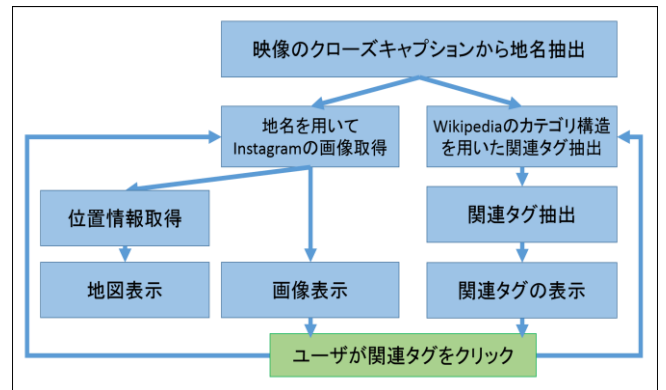 映像のクローズキャプションから地名抽出
地名を用いて
Instagramの画像取得
Wikipediaのカテゴリ構造
を用いた関連タグ抽出
位置情報取得
関連タグ抽出
地図表示
画像表示
関連タグの表示
ユーザが関連タグをクリック